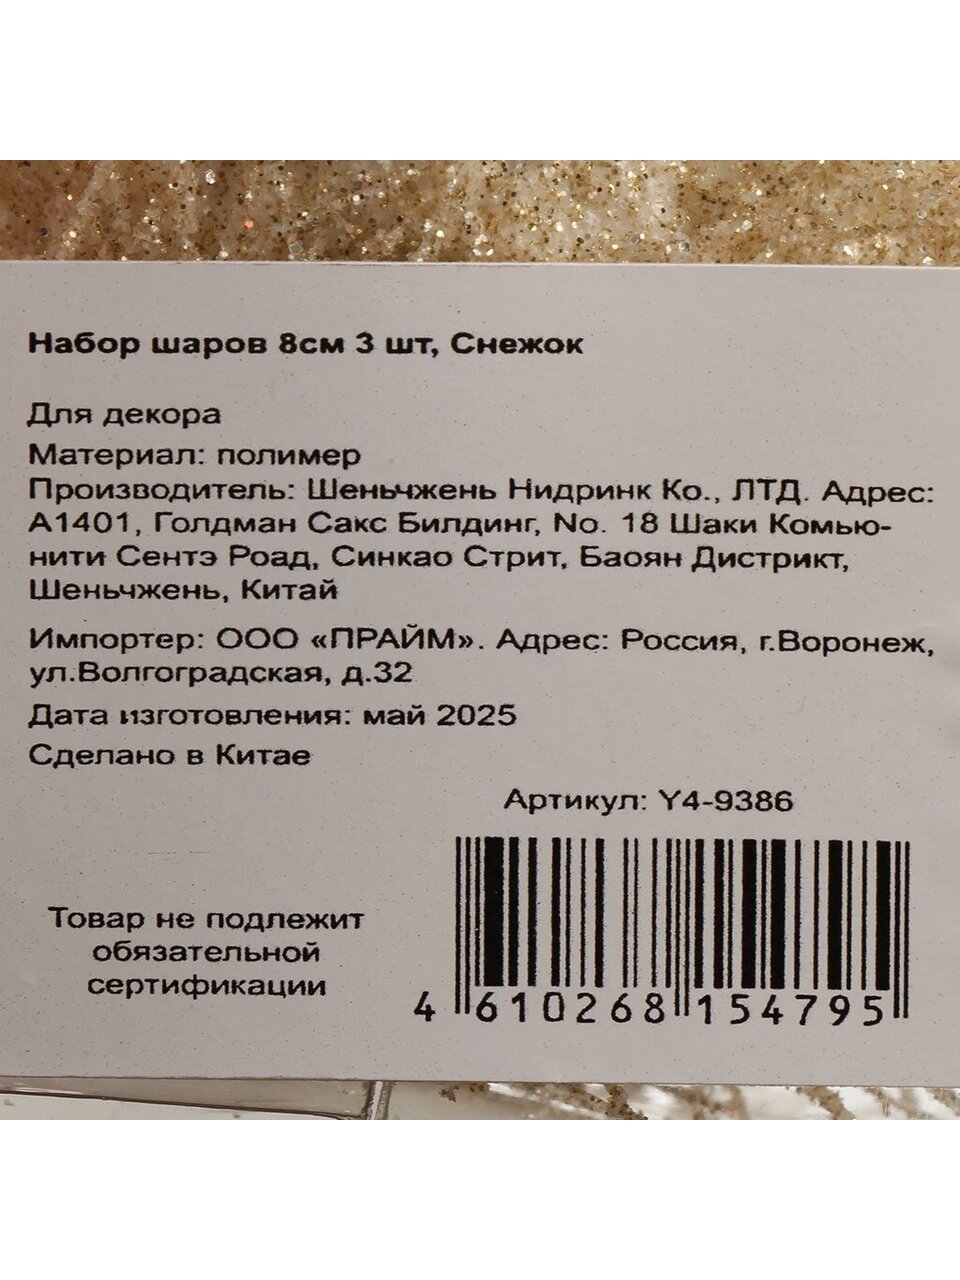 Набор шаров 8см 3 шт, Снежок
Для декора
Материал: полимер
Производитель: Шеньчжень Нидринк Ко., ЛТД. Адрес:
А1401, Голдман Сакс Билдинг, No. 18 Шаки Комью-
нити Сентэ Роад, Синкао Стрит, Баоян Дистрикт,
Шеньчжень, Китай
Импортер: ООО «ПРАЙМ». Адрес: Россия, г.Воронеж,
ул.Волгоградская, д.32
Дата изготовления: май 2025
Сделано в Китае
Артикул: Y4-9386
Товар не подлежит
обязательной
сертификации
4 610268 154795